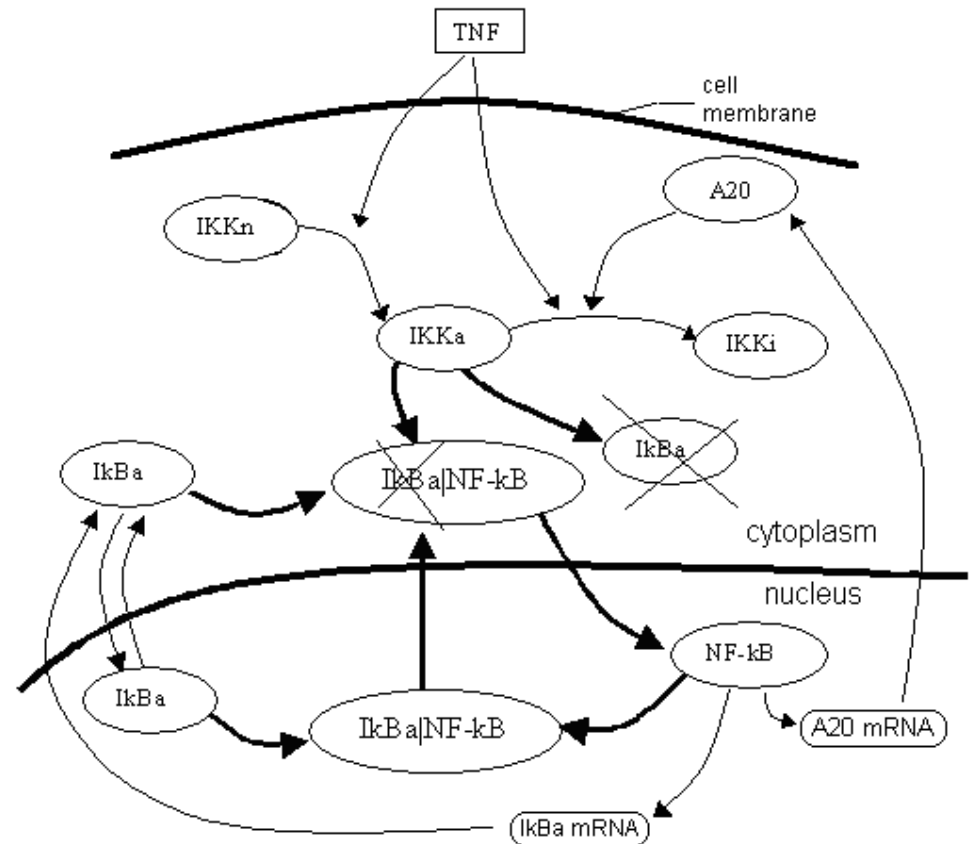 TNF
cell
membrane
A20
IKKn
IKKa
IKKi
IkBa
IkBa
IkBa|NF-kB
cytoplasm
nucleus
NF-kB
IkBa
IkBa|NF-kB
A20 mRNA
IkBa mRNA